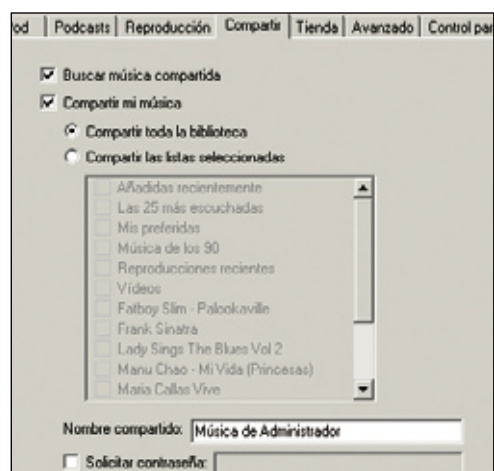 od Podcasts Reproducción Compartir Tienda Avanzado Control par
Buscar música compartida
Compartir mi música
Compartir toda la biblioteca
Compartir las listas seleccionadas
Añadidas recientemente
Las 25 más escuchadas
Mis preferidas
Música de los 90
Reproducciones recientes
Vídeos
Fatboy Slim - Palookaville
Frank Sinatra
Lady Sings The Blues Vol 2
Manu Chao - Mi Vida (Princesas)
Maria Callas Vive
Nombre compartido: Música de Administrador
Solicitar contraseña: